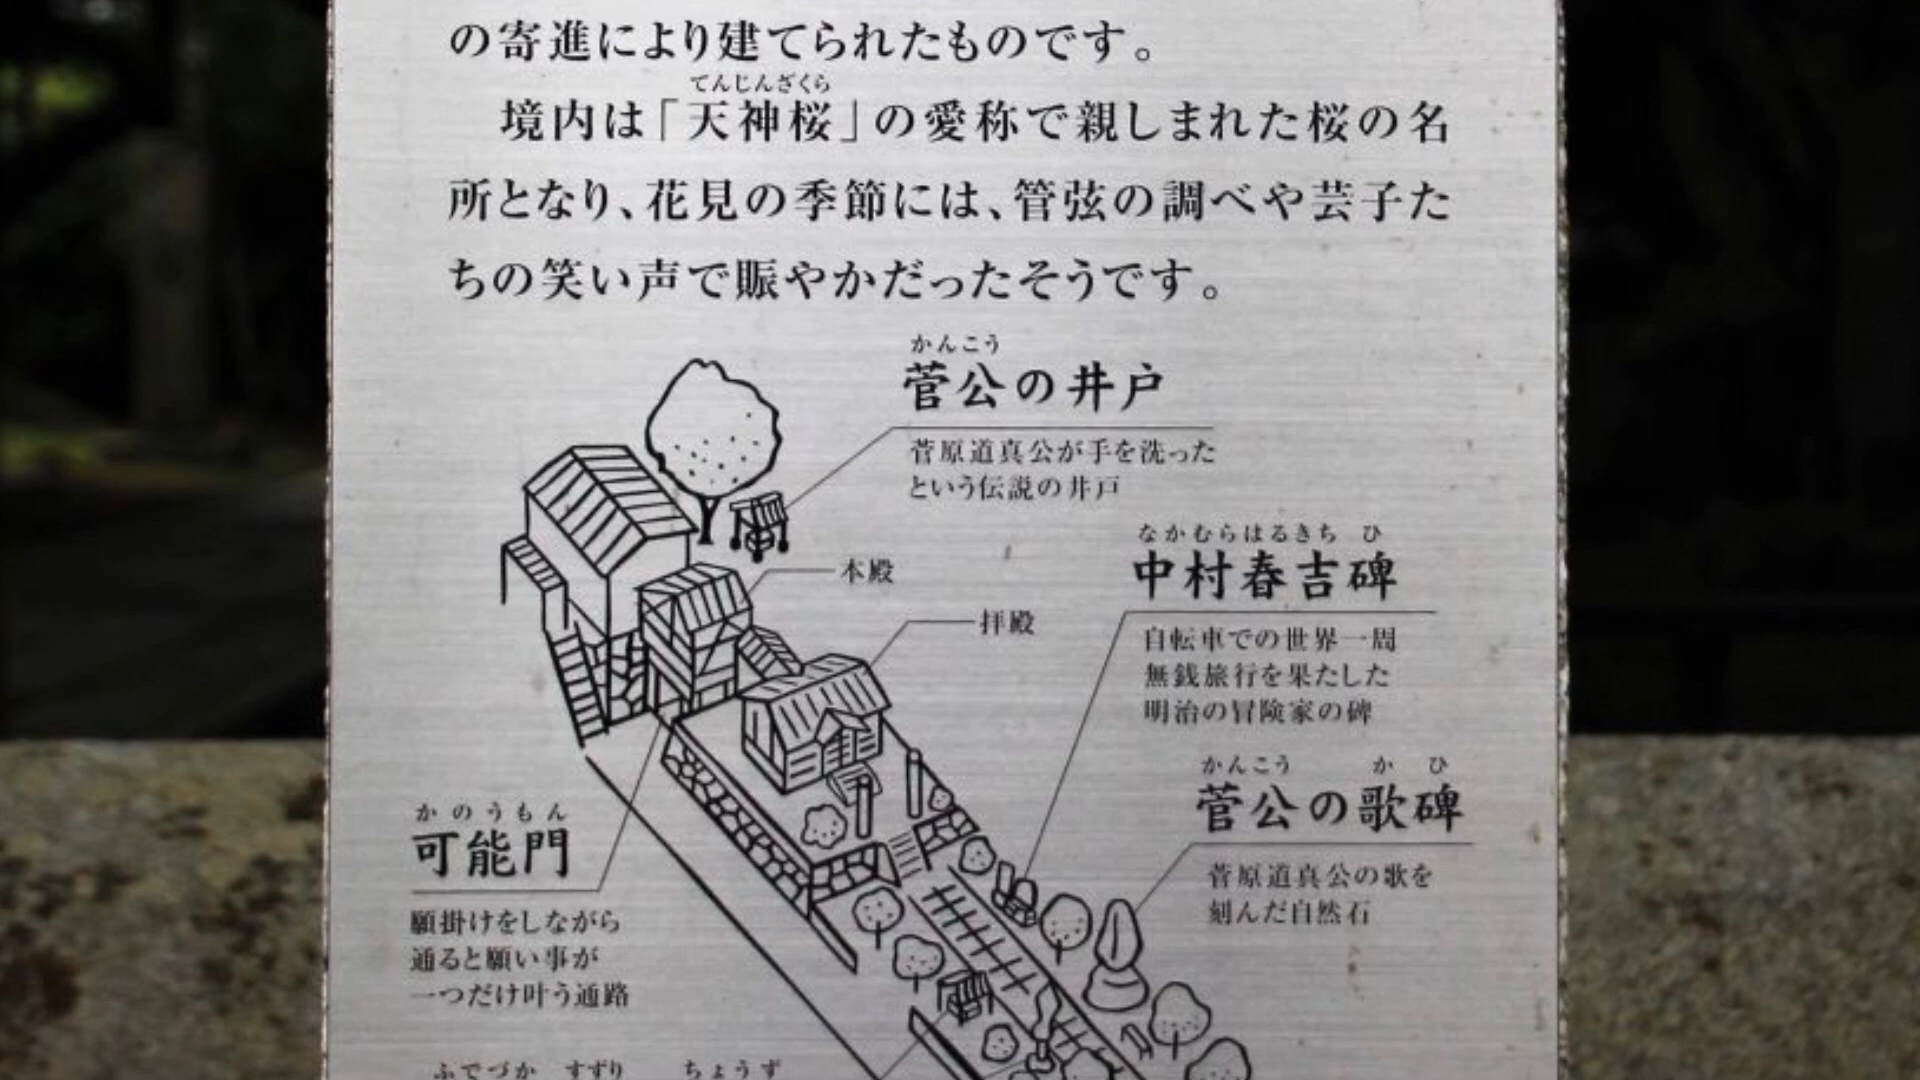 の寄進により建てられたものです。
てんじんざくら
境内は「天神桜」の愛称で親しまれた桜の名
所となり、花見の季節には、管弦の調べや芸子た
ちの笑い声で賑やかだったそうです。
かんこう
菅公の井戸
菅原道真公が手を洗った
という伝説の井戸
本殿
拝殿
なかむらはるきち ひ
中村春吉碑
自転車での世界一周
無銭旅行を果たした
明治の冒険家の碑
かんこう か ひ
菅公の歌碑
菅原道真公の歌を
刻んだ自然石
かのうもん
可能門
願掛けをしながら
通ると願い事が
一つだけ叶う通路
ふでづか すずり ちょうず